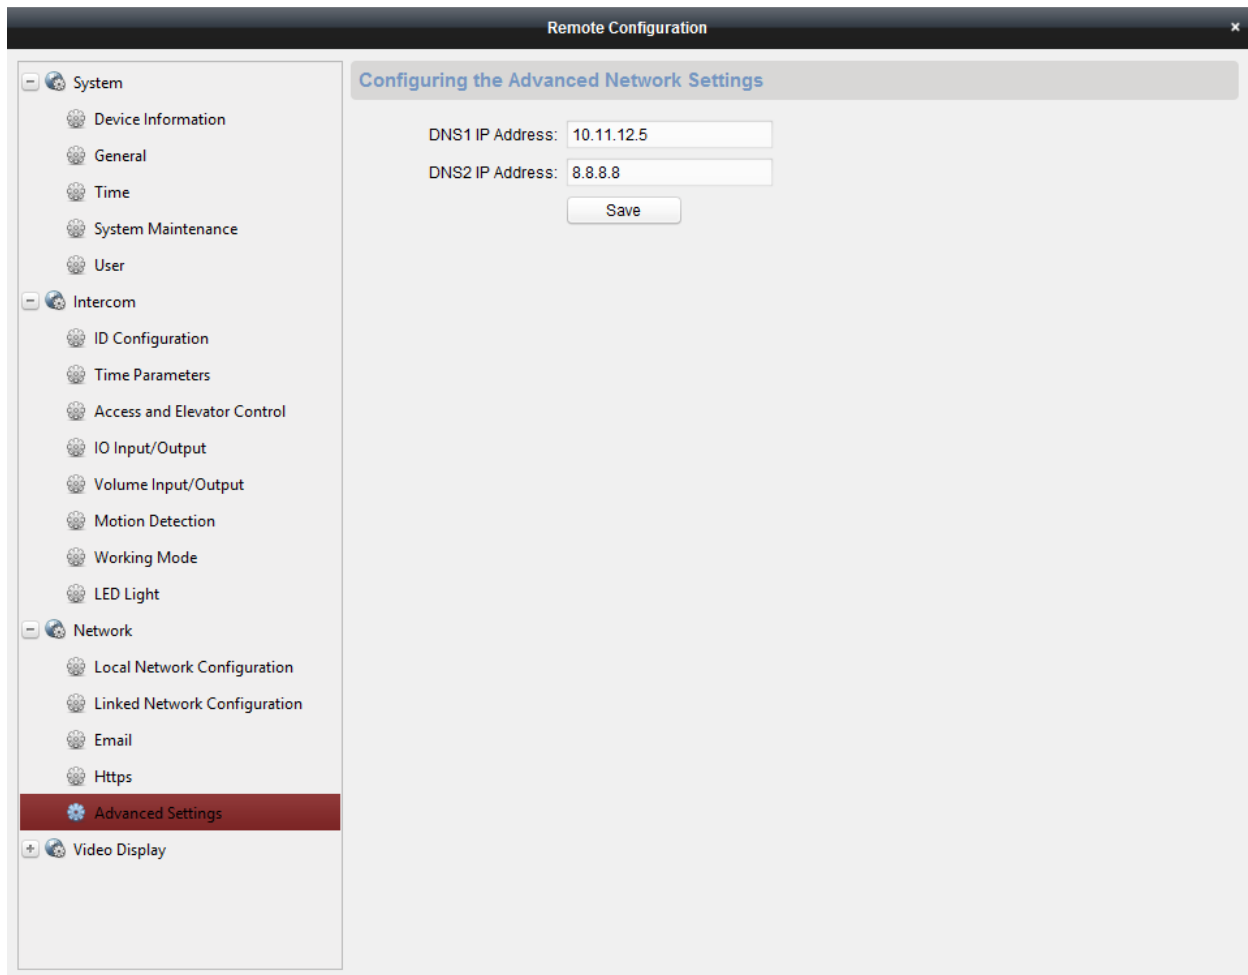 Remote Configuration
System
Device Information
General
Time
System Maintenance
User
Intercom
ID Configuration
Time Parameters
Access and Elevator Control
IO Input/Output
Volume Input/Output
Motion Detection
Working Mode
LED Light
Network
Local Network Configuration
Linked Network Configuration
Email
Https
Advanced Settings
Video Display
Configuring the Advanced Network Settings
DNS1 IP Address: 10.11.12.5
DNS2 IP Address: 8.8.8.8
Save